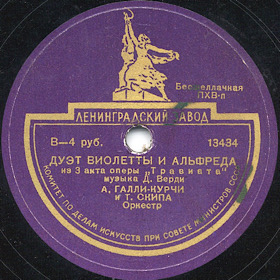 Бесшеллачная
ПХВ-п
ЛЕНИНГРАДСКИЙ ЗАВОД
В—4 руб.
13434
ДУЭТ ВИОЛЕТТЫ И АЛЬФРЕДА
из 3 акта оперы „Травиата"
музыка Д. Верди
А. ГАЛЛИ-КУРЧИ
и Т. СКИПА
Оркестр
КОМИТЕТ ПО ДЕЛАМ ИСКУССТВ ПРИ СОВЕТЕ МИНИСТРОВ СССР